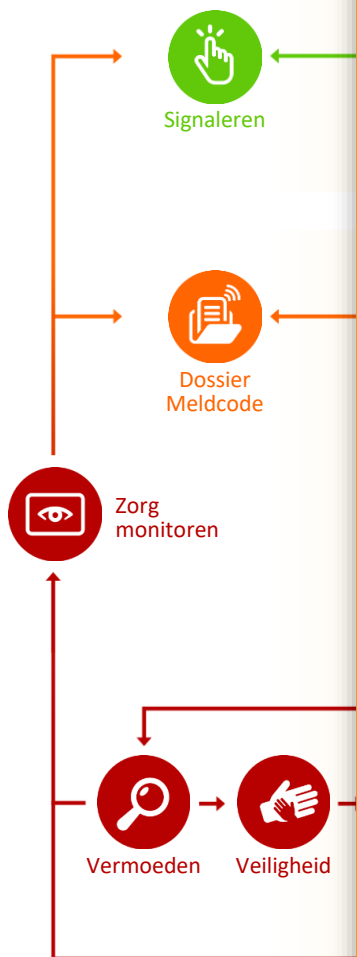 Signaleren
Dossier
Meldcode
Zorg
monitoren
Vermoeden
Veiligheid